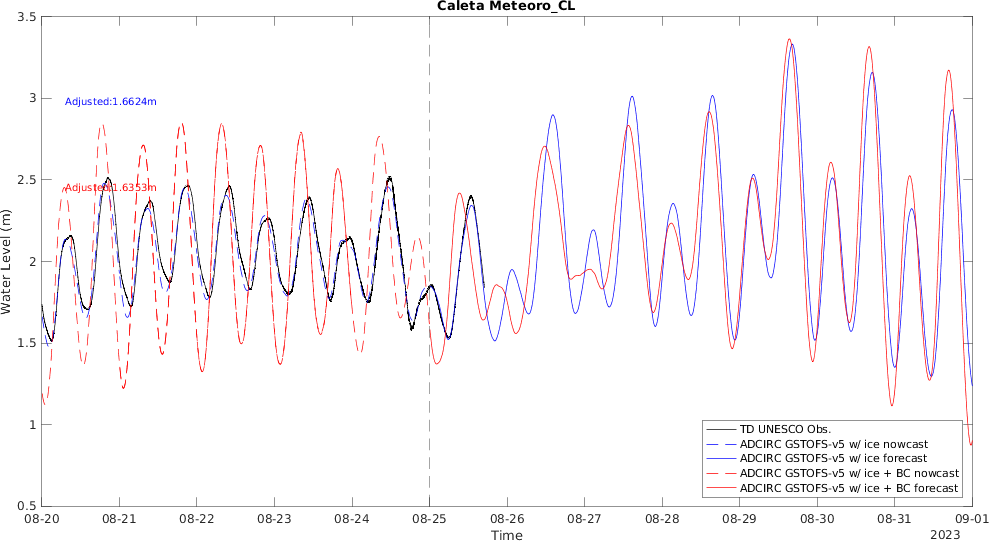 Caleta Meteoro_CL
Water Level (m)
3.5
3
2.5
2
1.5
1
0.5
Adjusted:1.6624m
Adjusted:1.6353m
TD UNESCO Obs.
ADCIRC GSTOFS-v5 w/ ice nowcast
ADCIRC GSTOFS-v5 w/ ice forecast
ADCIRC GSTOFS-v5 w/ ice + BC nowcast
ADCIRC GSTOFS-v5 w/ ice + BC forecast
08-20 08-21 08-22 08-23 08-24 08-25 08-26 08-27 08-28 08-29 08-30 08-31 09-01
Time
2023